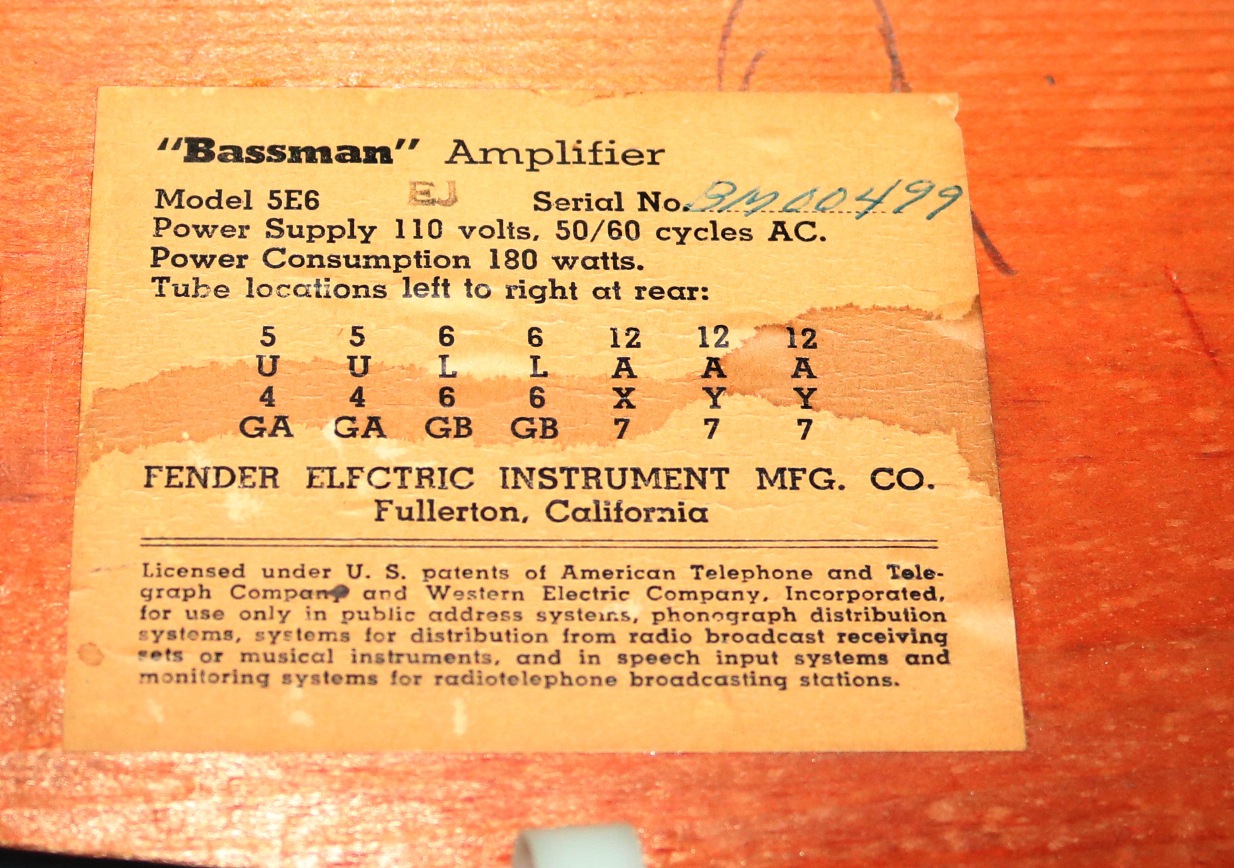 "Bassman" Amplifier
Model 5E6 EJ Serial No. BM00499
Power Supply 110 volts, 50/60 cycles AC.
Power Consumption 180 watts.
Tube locations left to right at rear:
5 5 6 6 12 12 12
U U L L A A A
4 4 6 6 X Y Y
GA GA GB GB 7 7 7
FENDER ELECTRIC INSTRUMENT MFG. CO.
Fullerton, California
Licensed under U. S. patents of American Telephone and Tele-
graph Company and Western Electric Company, Incorporated,
for use only in public address systems, phonograph distribution
systems, systems for distribution from radio broadcast receiving
sets or musical instruments, and in speech input systems and
monitoring systems for radiotelephone broadcasting stations.